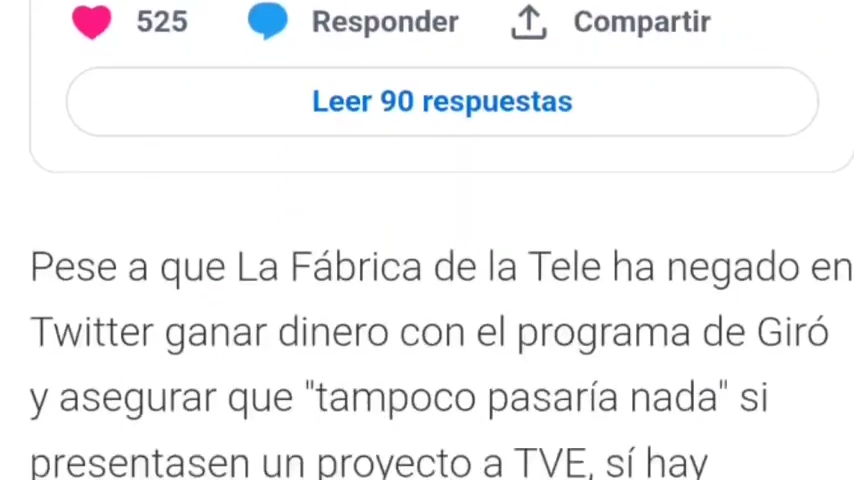 525 Responder Compartir
Leer 90 respuestas
Pese a que La Fábrica de la Tele ha negado en
Twitter ganar dinero con el programa de Giró
y asegurar que "tampoco pasaría nada" si
presentasen un proyecto a TVE, sí hay